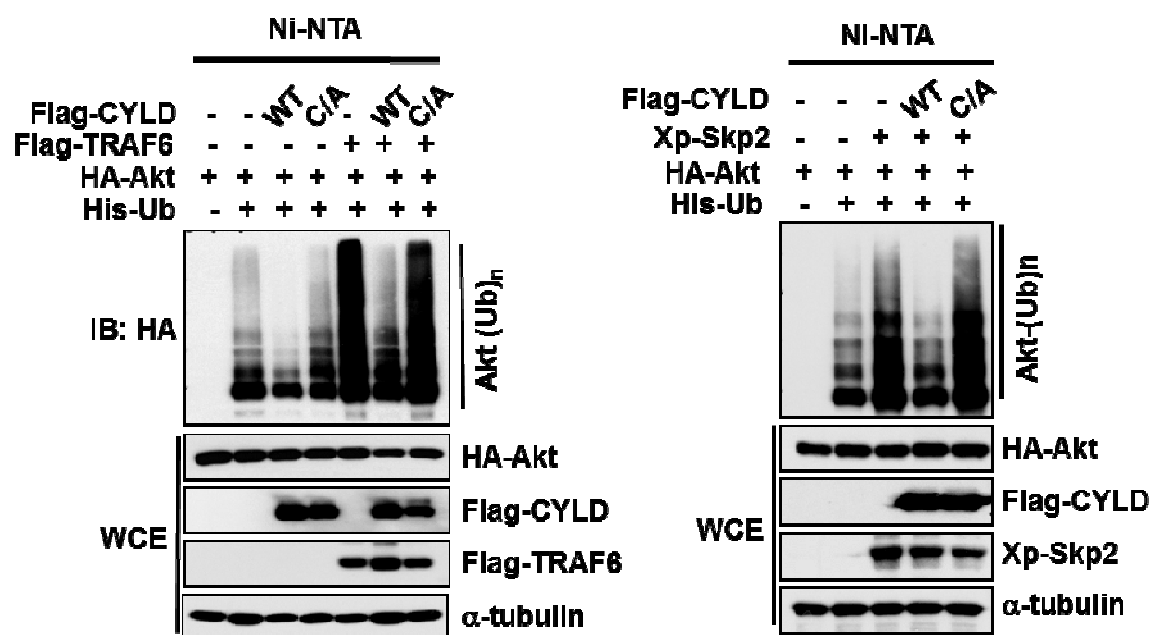 Ni-NTA
Flag-CYLD - - WT C/A - WT C/A
Flag-TRAF6 - - - - + + +
HA-Akt + + + + + + +
His-Ub - + + + + + +
IB: HA
Akt (Ub)n
WCE
HA-Akt
Flag-CYLD
Flag-TRAF6
α-tubulin
Ni-NTA
Flag-CYLD - - - WT C/A
Xp-Skp2 - - + + +
HA-Akt + + + + +
His-Ub - + + + +
Akt-(Ub)n
WCE
HA-Akt
Flag-CYLD
Xp-Skp2
α-tubulin